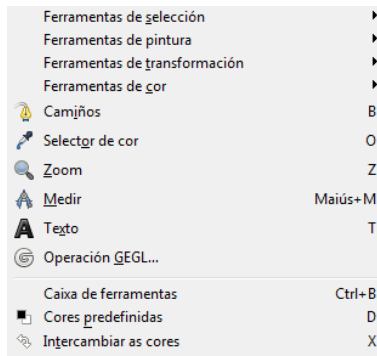 Ferramentas de selección
Ferramentas de pintura
Ferramentas de transformación
Ferramentas de cor
Camiños B
Selector de cor O
Zoom Z
Medir Maiús+M
Texto T
Operación GEGL...
Caixa de ferramentas Ctrl+B
Cores predefinidas D
Intercambiar as cores X